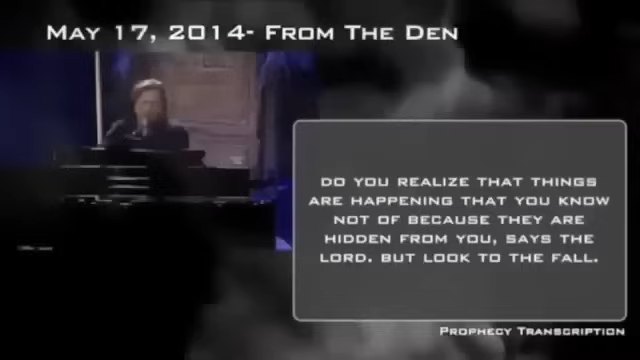 MAY 17, 2014- FROM THE DEN
DO YOU REALIZE THAT THINGS
ARE HAPPENING THAT YOU KNOW
NOT OF BECAUSE THEY ARE
HIDDEN FROM YOU, SAYS THE
LORD. BUT LOOK TO THE FALL.
PROPHECY TRANSCRIPTION